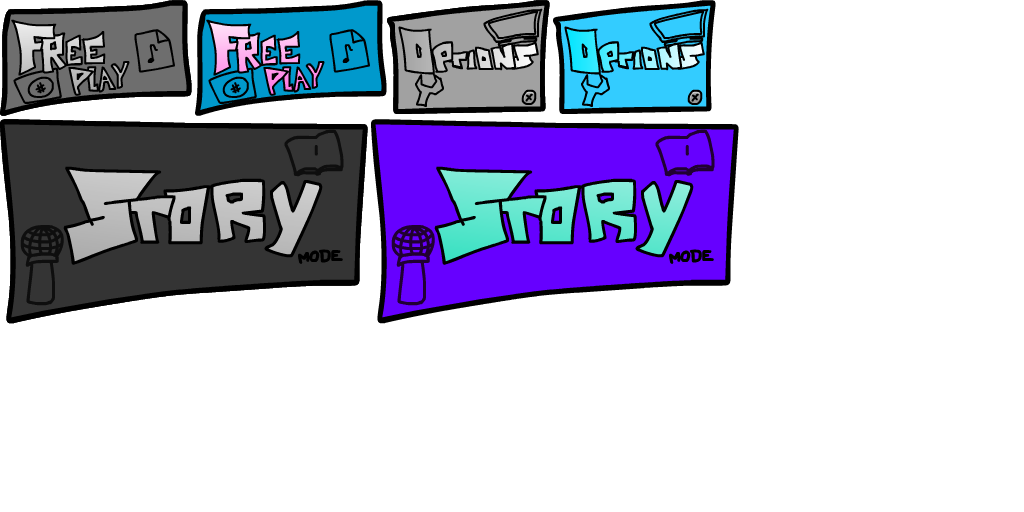 FREE
PLAY
FREE
PLAY
OPTIONS
OPTIONS
STORY
MODE
STORY
MODE